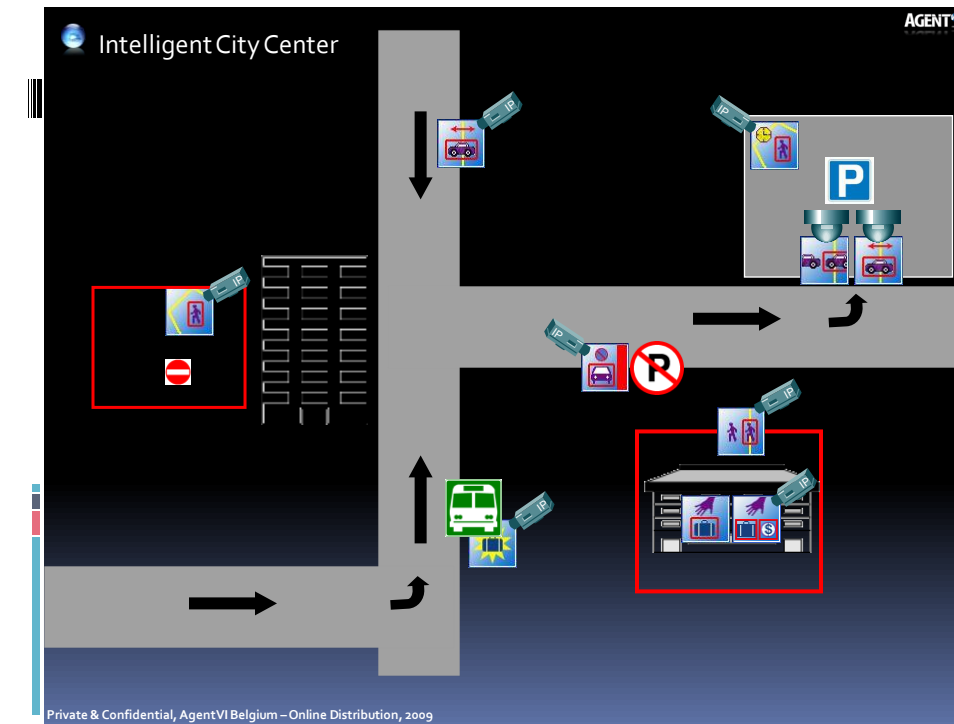 AGENT
Intelligent City Center
IP
IP
P
IP
IP
P
IP
IP
IP
$
Private & Confidential, AgentVI Belgium – Online Distribution, 2009